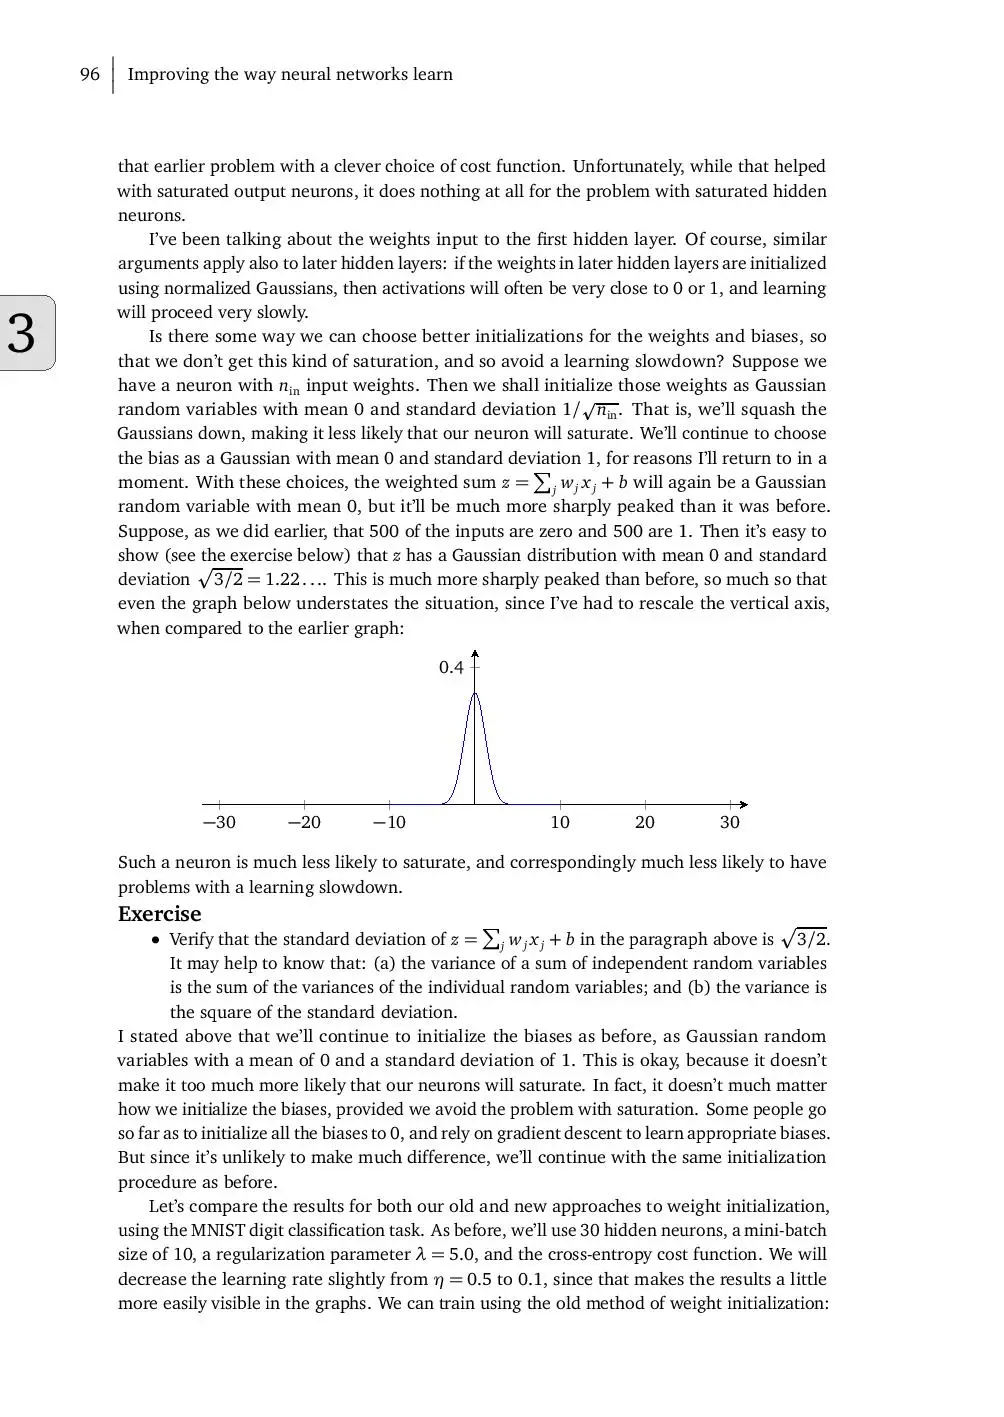 96 Improving the way neural networks learn
that earlier problem with a clever choice of cost function. Unfortunately, while that helped
with saturated output neurons, it does nothing at all for the problem with saturated hidden
neurons.
I've been talking about the weights input to the first hidden layer. Of course, similar
arguments apply also to later hidden layers: if the weights in later hidden layers are initialized
using normalized Gaussians, then activations will often be very close to 0 or 1, and learning
will proceed very slowly.
3
Is there some way we can choose better initializations for the weights and biases, so
that we don't get this kind of saturation, and so avoid a learning slowdown? Suppose we
have a neuron with n_in input weights. Then we shall initialize those weights as Gaussian
random variables with mean 0 and standard deviation 1/√n_in. That is, we'll squash the
Gaussians down, making it less likely that our neuron will saturate. We'll continue to choose
the bias as a Gaussian with mean 0 and standard deviation 1, for reasons I'll return to in a
moment. With these choices, the weighted sum z = ∑_j w_j x_j + b will again be a Gaussian
random variable with mean 0, but it'll be much more sharply peaked than it was before.
Suppose, as we did earlier, that 500 of the inputs are zero and 500 are 1. Then it's easy to
show (see the exercise below) that z has a Gaussian distribution with mean 0 and standard
deviation √3/2 = 1.22.... This is much more sharply peaked than before, so much so that
even the graph below understates the situation, since I've had to rescale the vertical axis,
when compared to the earlier graph:
0.4
−30 −20 −10 10 20 30
Such a neuron is much less likely to saturate, and correspondingly much less likely to have
problems with a learning slowdown.
Exercise
• Verify that the standard deviation of z = ∑_j w_j x_j + b in the paragraph above is √3/2.
It may help to know that: (a) the variance of a sum of independent random variables
is the sum of the variances of the individual random variables; and (b) the variance is
the square of the standard deviation.
I stated above that we'll continue to initialize the biases as before, as Gaussian random
variables with a mean of 0 and a standard deviation of 1. This is okay, because it doesn't
make it too much more likely that our neurons will saturate. In fact, it doesn't much matter
how we initialize the biases, provided we avoid the problem with saturation. Some people go
so far as to initialize all the biases to 0, and rely on gradient descent to learn appropriate biases.
But since it's unlikely to make much difference, we'll continue with the same initialization
procedure as before.
Let's compare the results for both our old and new approaches to weight initialization,
using the MNIST digit classification task. As before, we'll use 30 hidden neurons, a mini-batch
size of 10, a regularization parameter λ = 5.0, and the cross-entropy cost function. We will
decrease the learning rate slightly from η = 0.5 to 0.1, since that makes the results a little
more easily visible in the graphs. We can train using the old method of weight initialization: